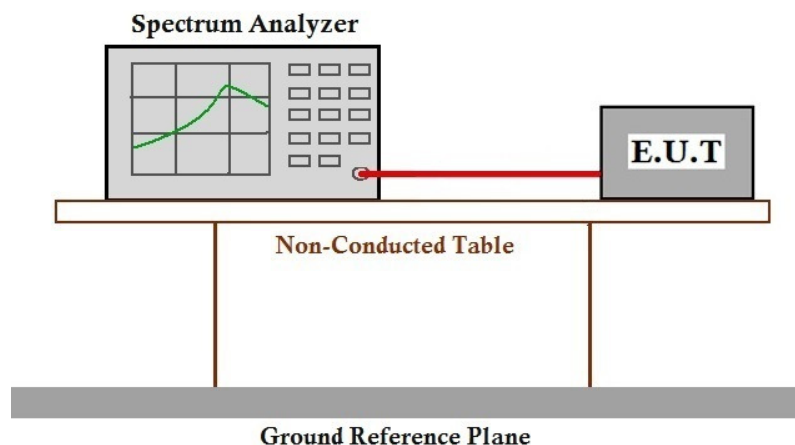 Spectrum Analyzer
E.U.T
Non-Conducted Table
Ground Reference Plane